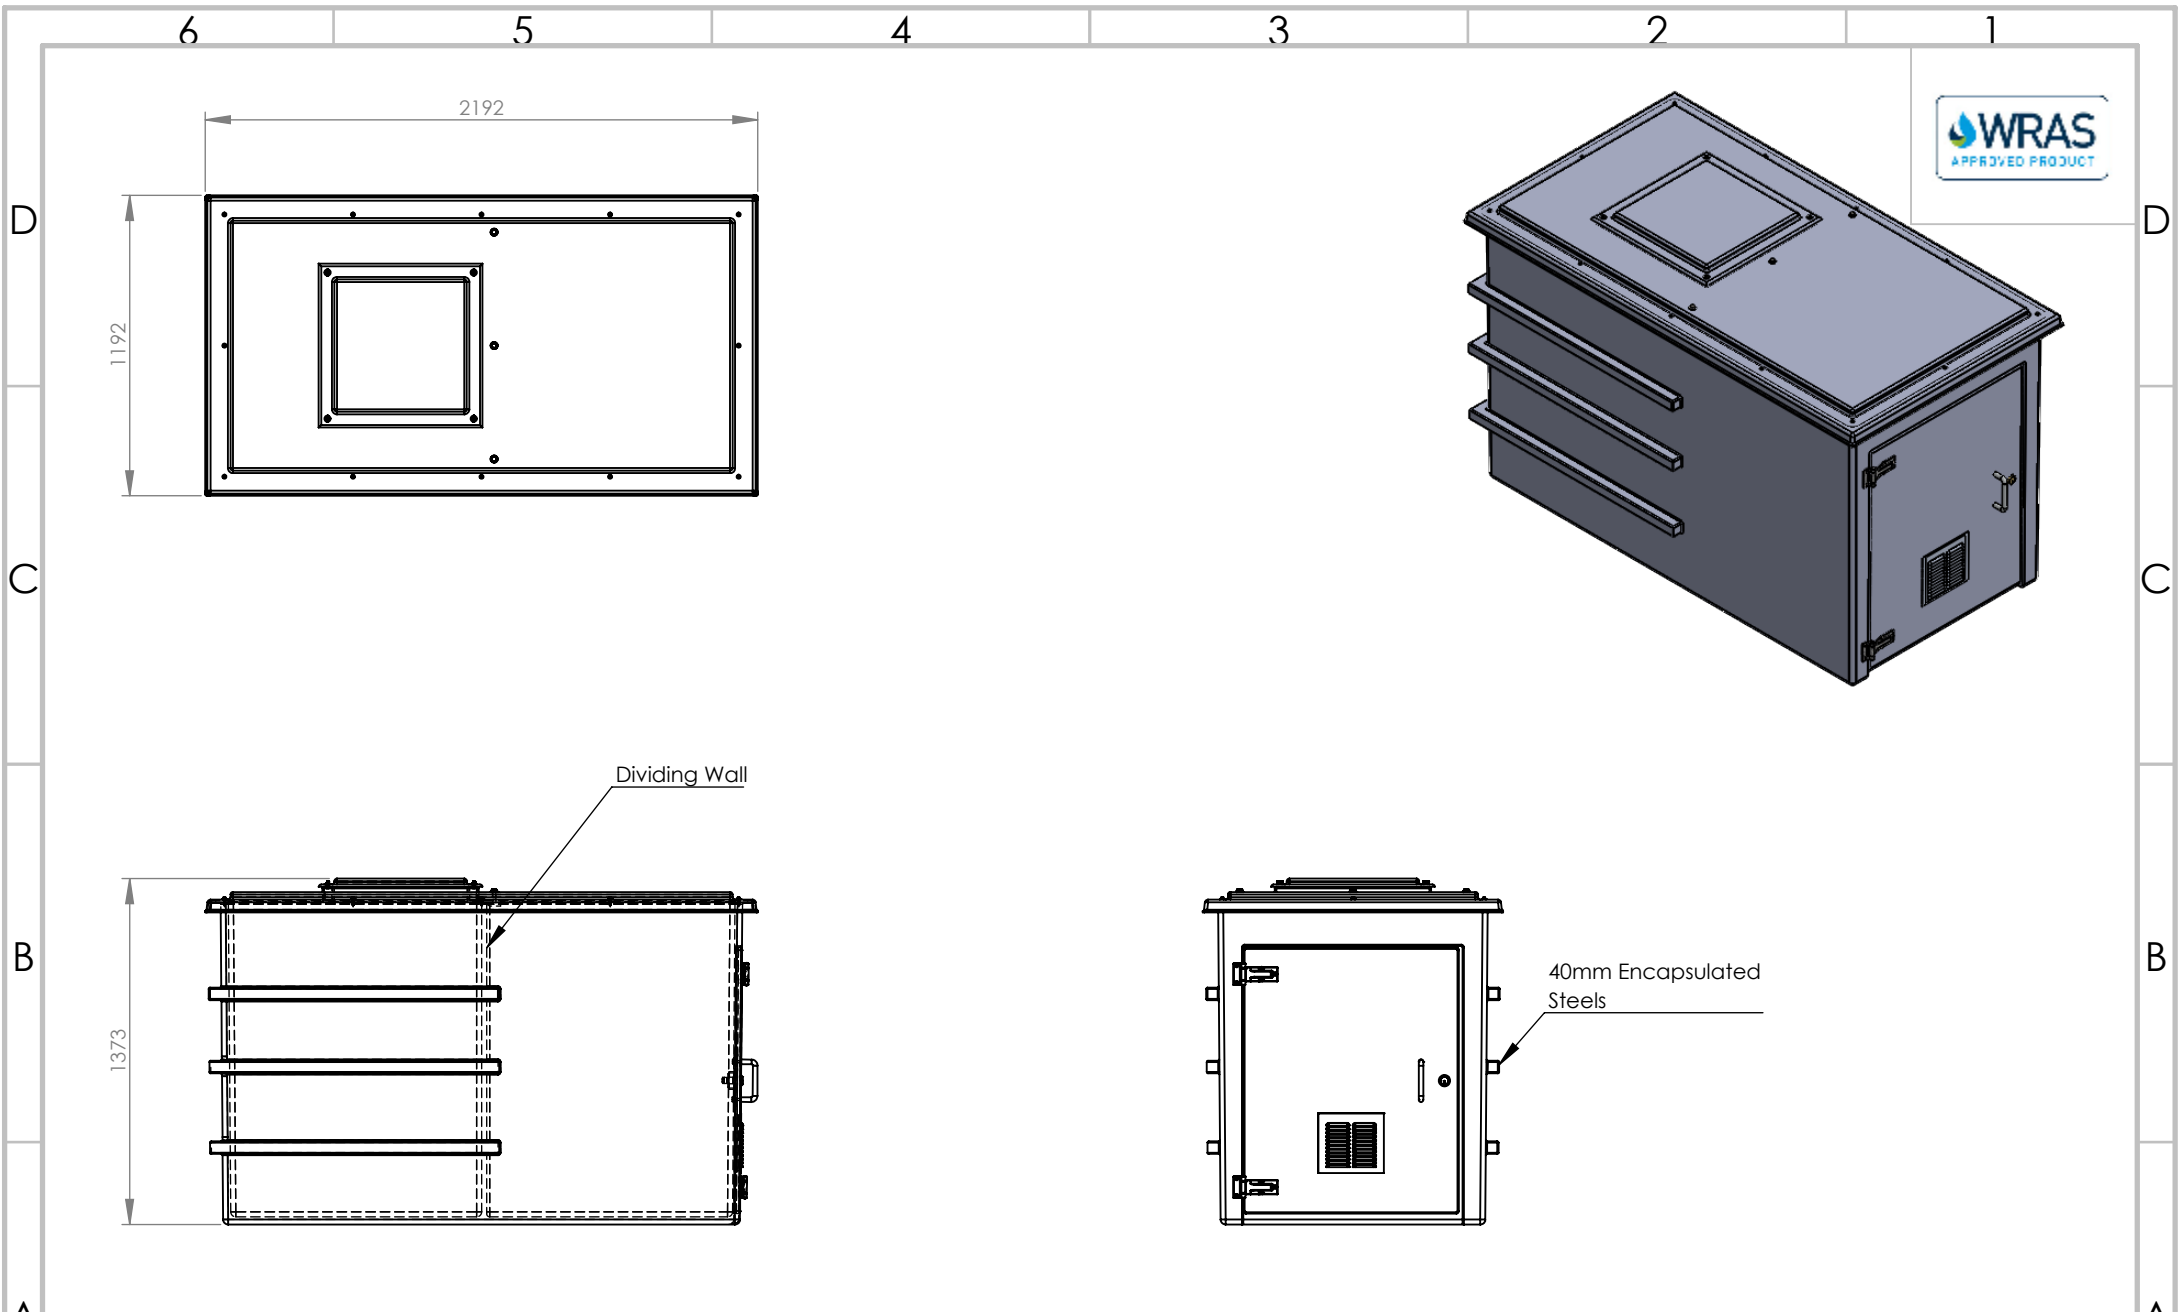 6 5 4 3 2 1
2192
WRAS
APPROVED PRODUCT
D D
1192
C C
Dividing Wall
B B
40mm Encapsulated
Steels
1373
A A